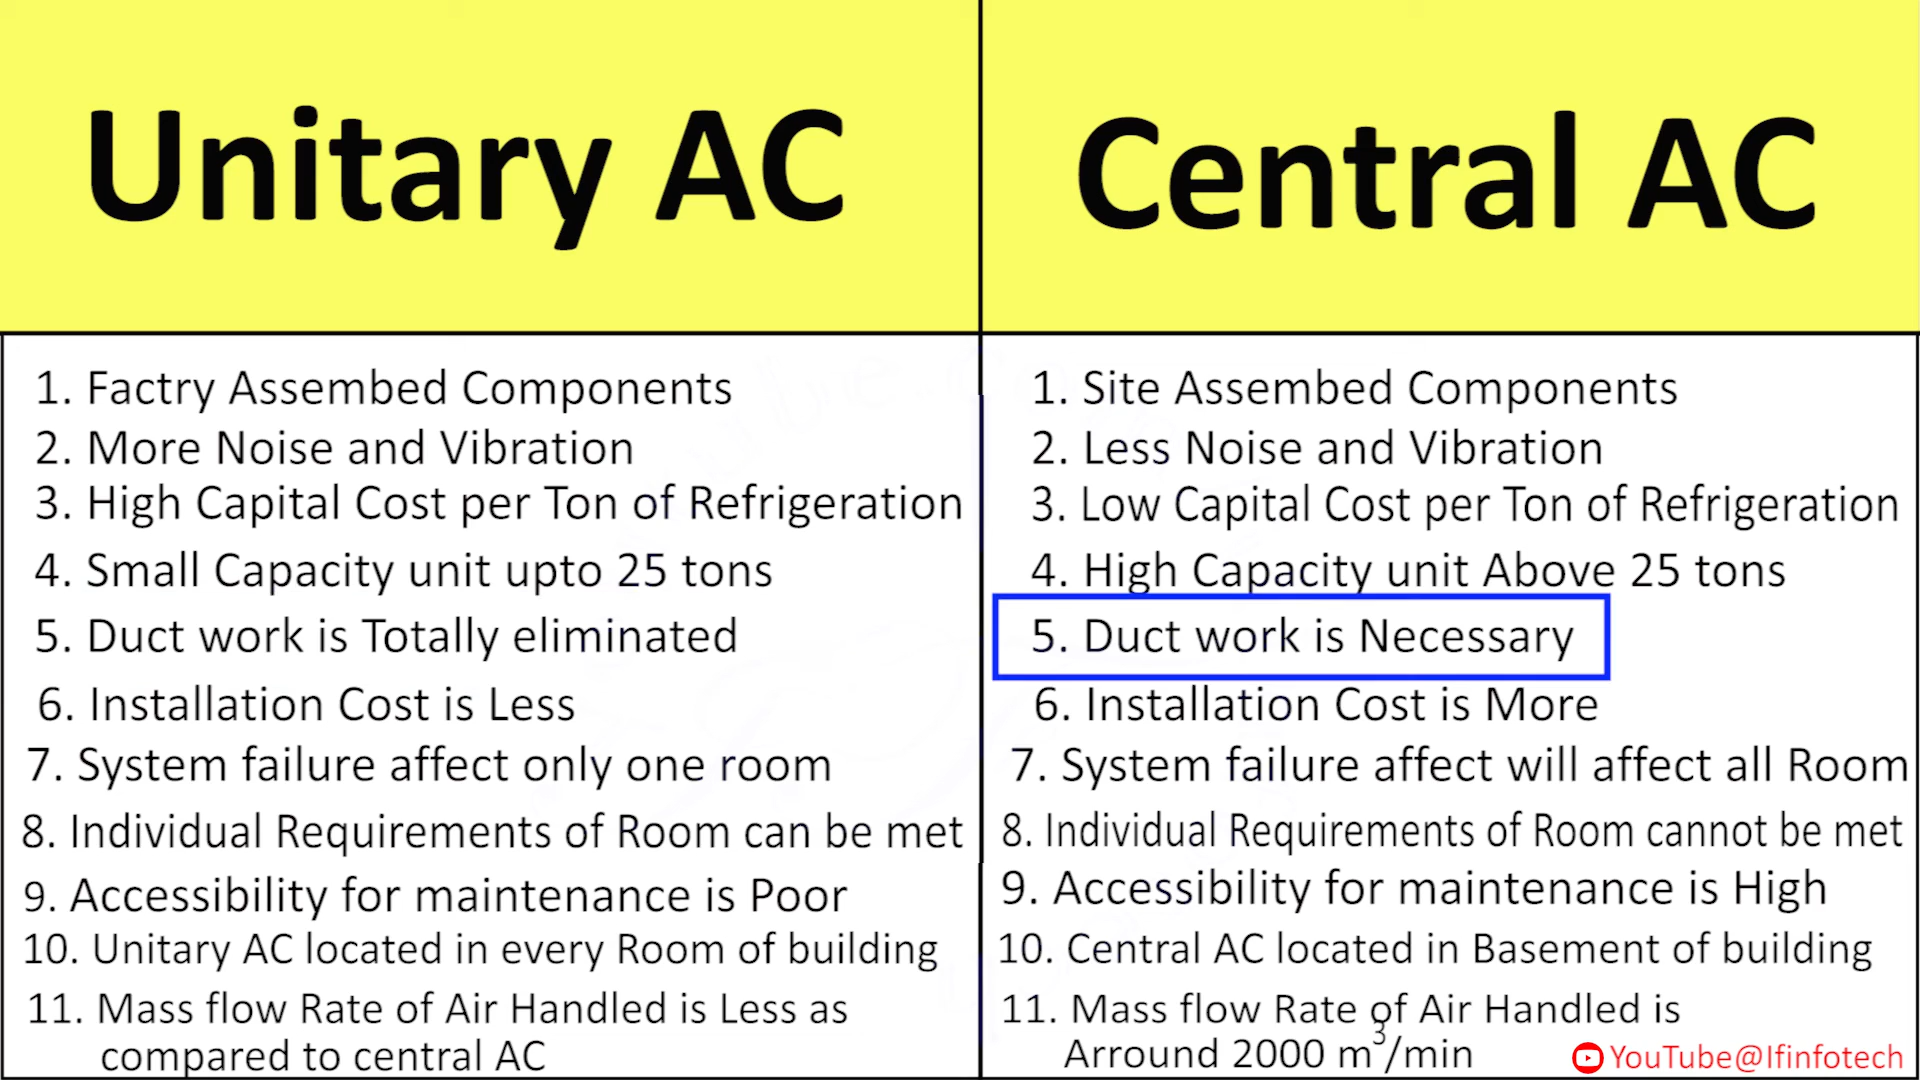 Unitary AC
Central AC
1. Factry Assembed Components
2. More Noise and Vibration
3. High Capital Cost per Ton of Refrigeration
4. Small Capacity unit upto 25 tons
5. Duct work is Totally eliminated
6. Installation Cost is Less
7. System failure affect only one room
8. Individual Requirements of Room can be met
9. Accessibility for maintenance is Poor
10. Unitary AC located in every Room of building
11. Mass flow Rate of Air Handled is Less as
compared to central AC
1. Site Assembed Components
2. Less Noise and Vibration
3. Low Capital Cost per Ton of Refrigeration
4. High Capacity unit Above 25 tons
5. Duct work is Necessary
6. Installation Cost is More
7. System failure affect will affect all Room
8. Individual Requirements of Room cannot be met
9. Accessibility for maintenance is High
10. Central AC located in Basement of building
11. Mass flow Rate of Air Handled is
Arround 2000 m³/min
YouTube@Ifinfotech